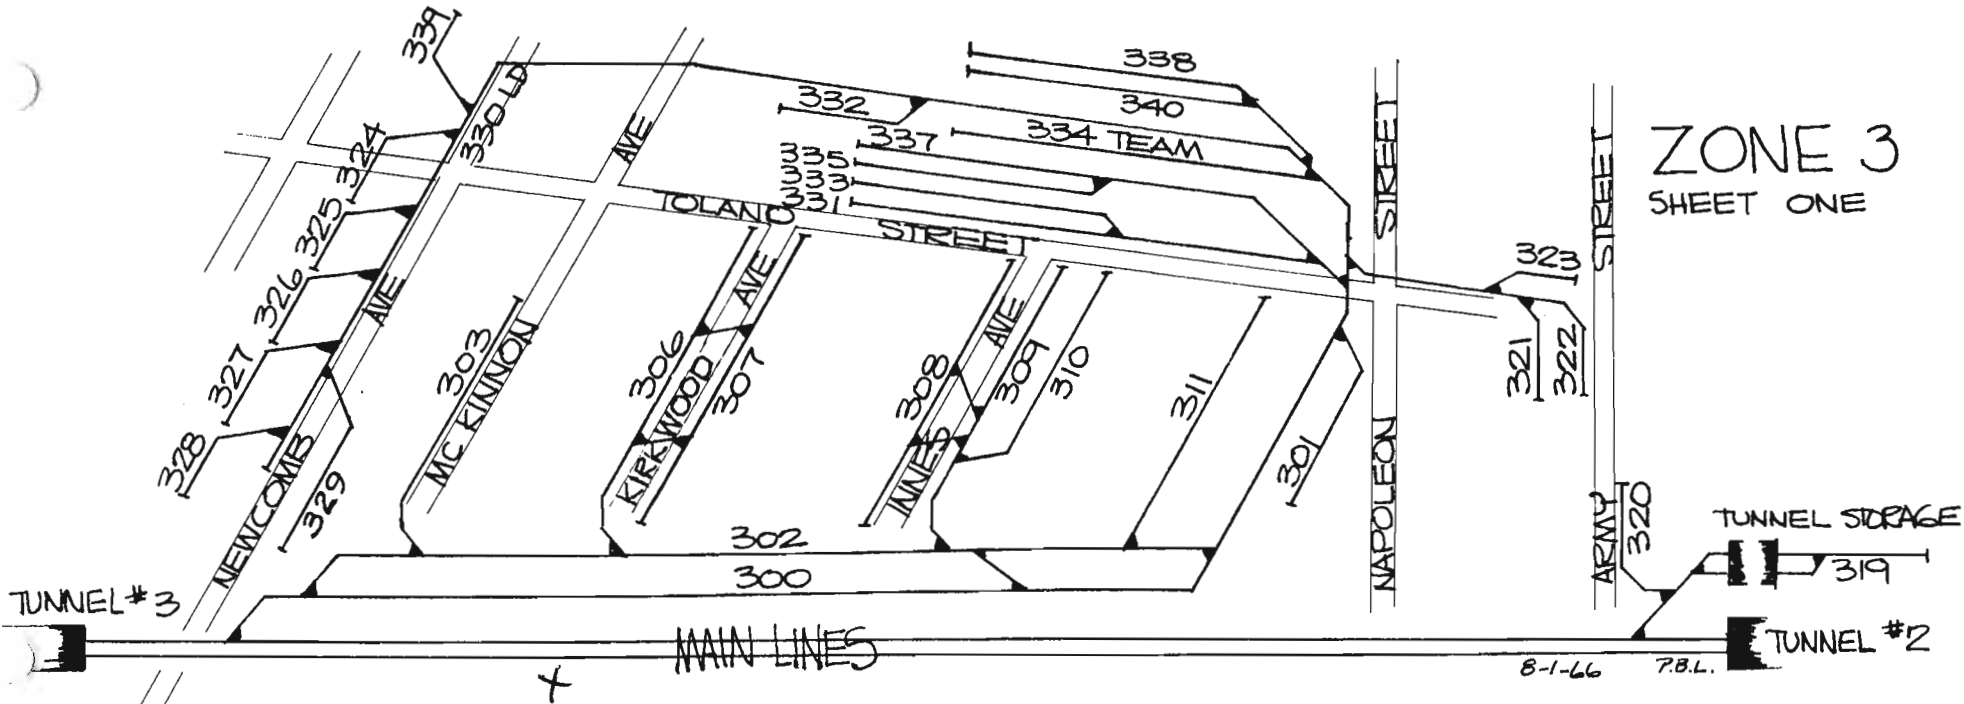 339
330 LD
338
340
332
AVE
337
334 TEAM
335
333
331
324
325
326
327
328
329
TOLAND STREET
STREET
STREET
ZONE 3
SHEET ONE
323
321
322
AVE
303
MC KINNON
306
AVE
KIRKWOOD
307
308
AVE
309
310
INNES
311
301
NAPOLEON
ARMY
320
TUNNEL STORAGE
319
NEWCOMB
302
300
TUNNEL #3
MAIN LINES
TUNNEL #2
8-1-66 P.B.L.